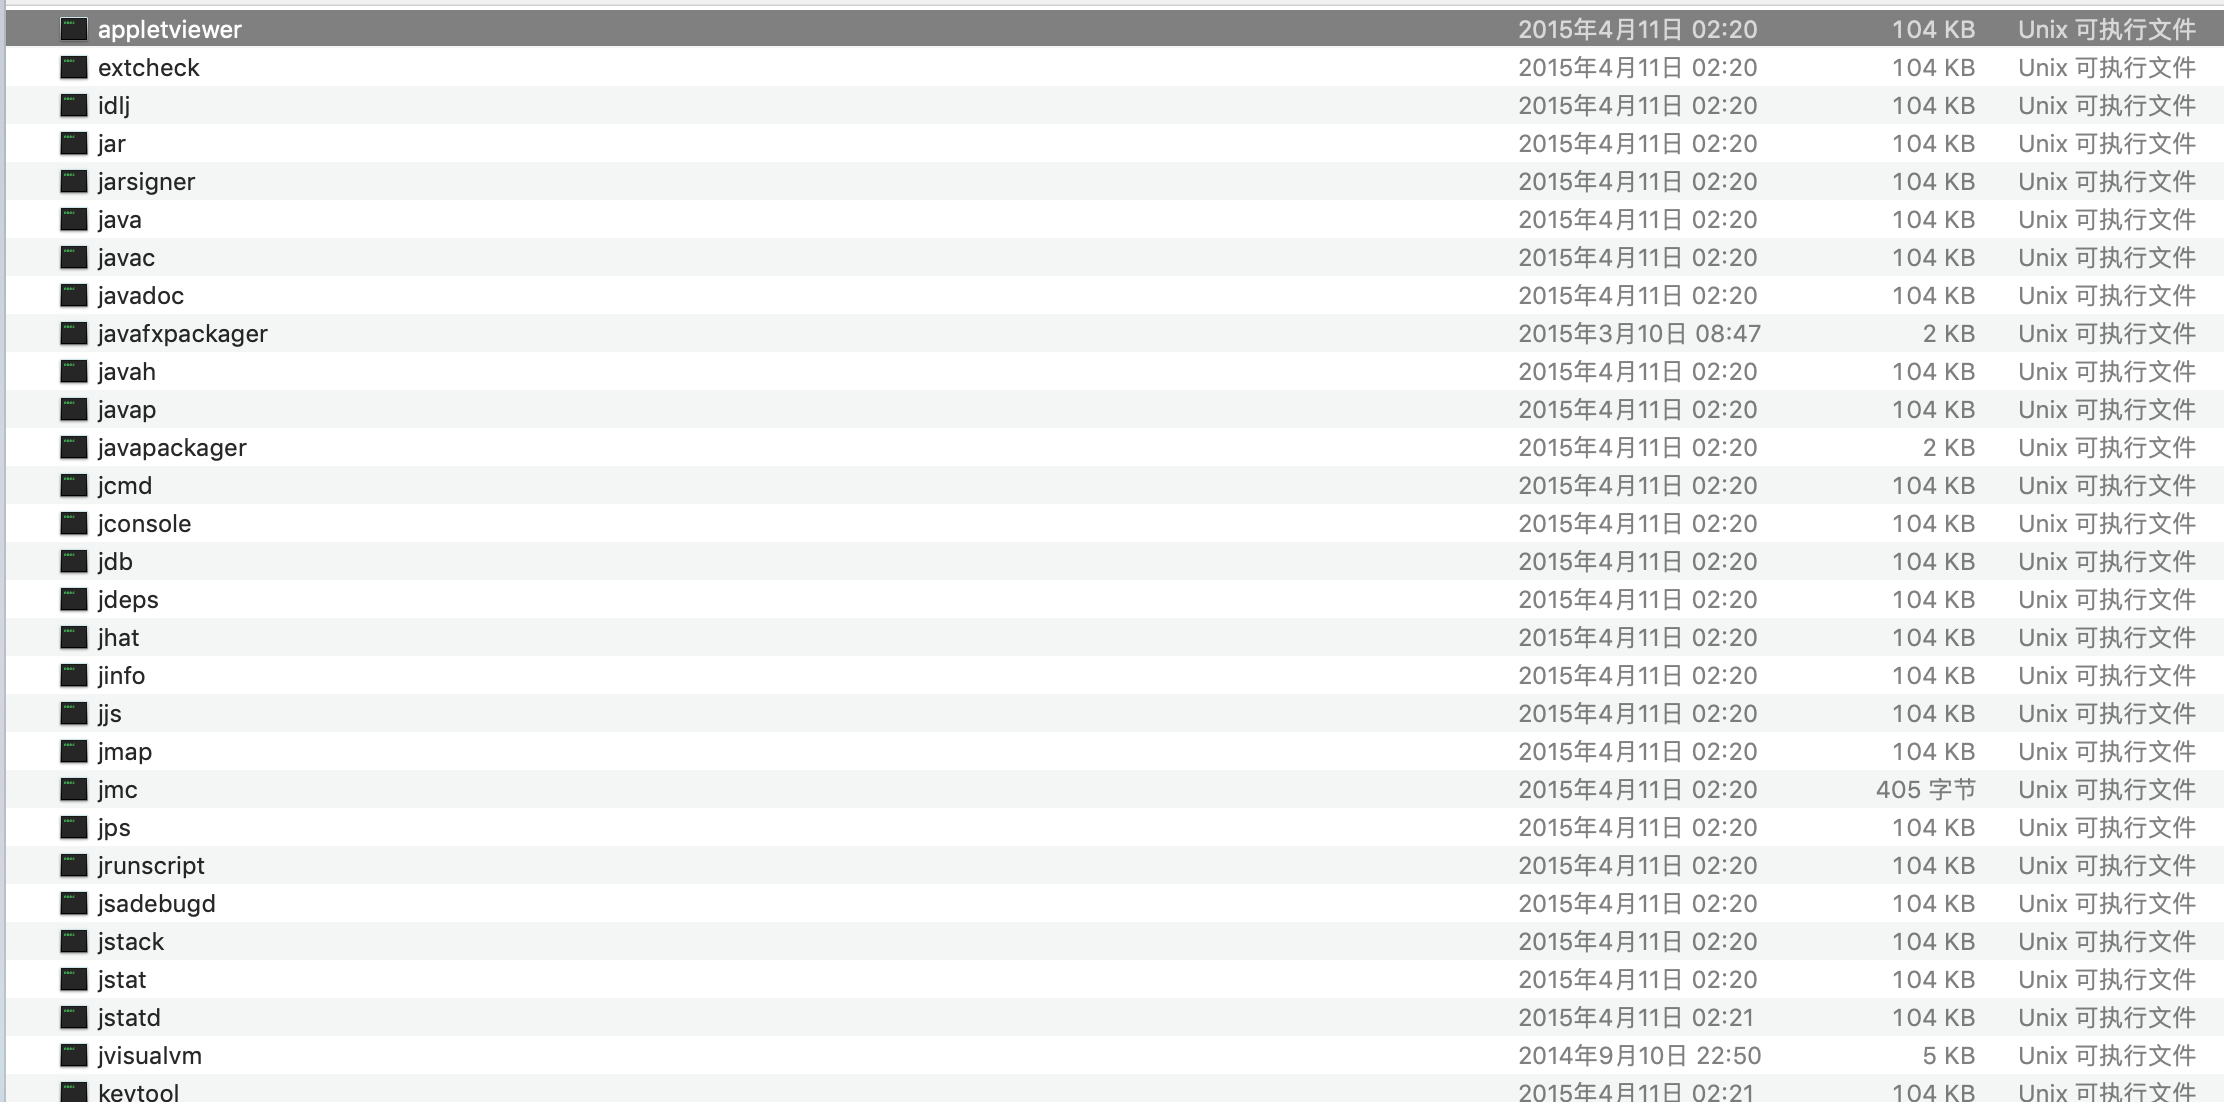 appletviewer 2015年4月11日 02:20 104 KB Unix 可执行文件
extcheck 2015年4月11日 02:20 104 KB Unix 可执行文件
idlj 2015年4月11日 02:20 104 KB Unix 可执行文件
jar 2015年4月11日 02:20 104 KB Unix 可执行文件
jarsigner 2015年4月11日 02:20 104 KB Unix 可执行文件
java 2015年4月11日 02:20 104 KB Unix 可执行文件
javac 2015年4月11日 02:20 104 KB Unix 可执行文件
javadoc 2015年4月11日 02:20 104 KB Unix 可执行文件
javafxpackager 2015年3月10日 08:47 2 KB Unix 可执行文件
javah 2015年4月11日 02:20 104 KB Unix 可执行文件
javap 2015年4月11日 02:20 104 KB Unix 可执行文件
javapackager 2015年4月11日 02:20 2 KB Unix 可执行文件
jcmd 2015年4月11日 02:20 104 KB Unix 可执行文件
jconsole 2015年4月11日 02:20 104 KB Unix 可执行文件
jdb 2015年4月11日 02:20 104 KB Unix 可执行文件
jdeps 2015年4月11日 02:20 104 KB Unix 可执行文件
jhat 2015年4月11日 02:20 104 KB Unix 可执行文件
jinfo 2015年4月11日 02:20 104 KB Unix 可执行文件
jjs 2015年4月11日 02:20 104 KB Unix 可执行文件
jmap 2015年4月11日 02:20 104 KB Unix 可执行文件
jmc 2015年4月11日 02:20 405 字节 Unix 可执行文件
jps 2015年4月11日 02:20 104 KB Unix 可执行文件
jrunscript 2015年4月11日 02:20 104 KB Unix 可执行文件
jsadebugd 2015年4月11日 02:20 104 KB Unix 可执行文件
jstack 2015年4月11日 02:20 104 KB Unix 可执行文件
jstat 2015年4月11日 02:20 104 KB Unix 可执行文件
jstatd 2015年4月11日 02:21 104 KB Unix 可执行文件
jvisualvm 2014年9月10日 22:50 5 KB Unix 可执行文件
keytool 2015年4月11日 02:21 104 KB Unix 可执行文件